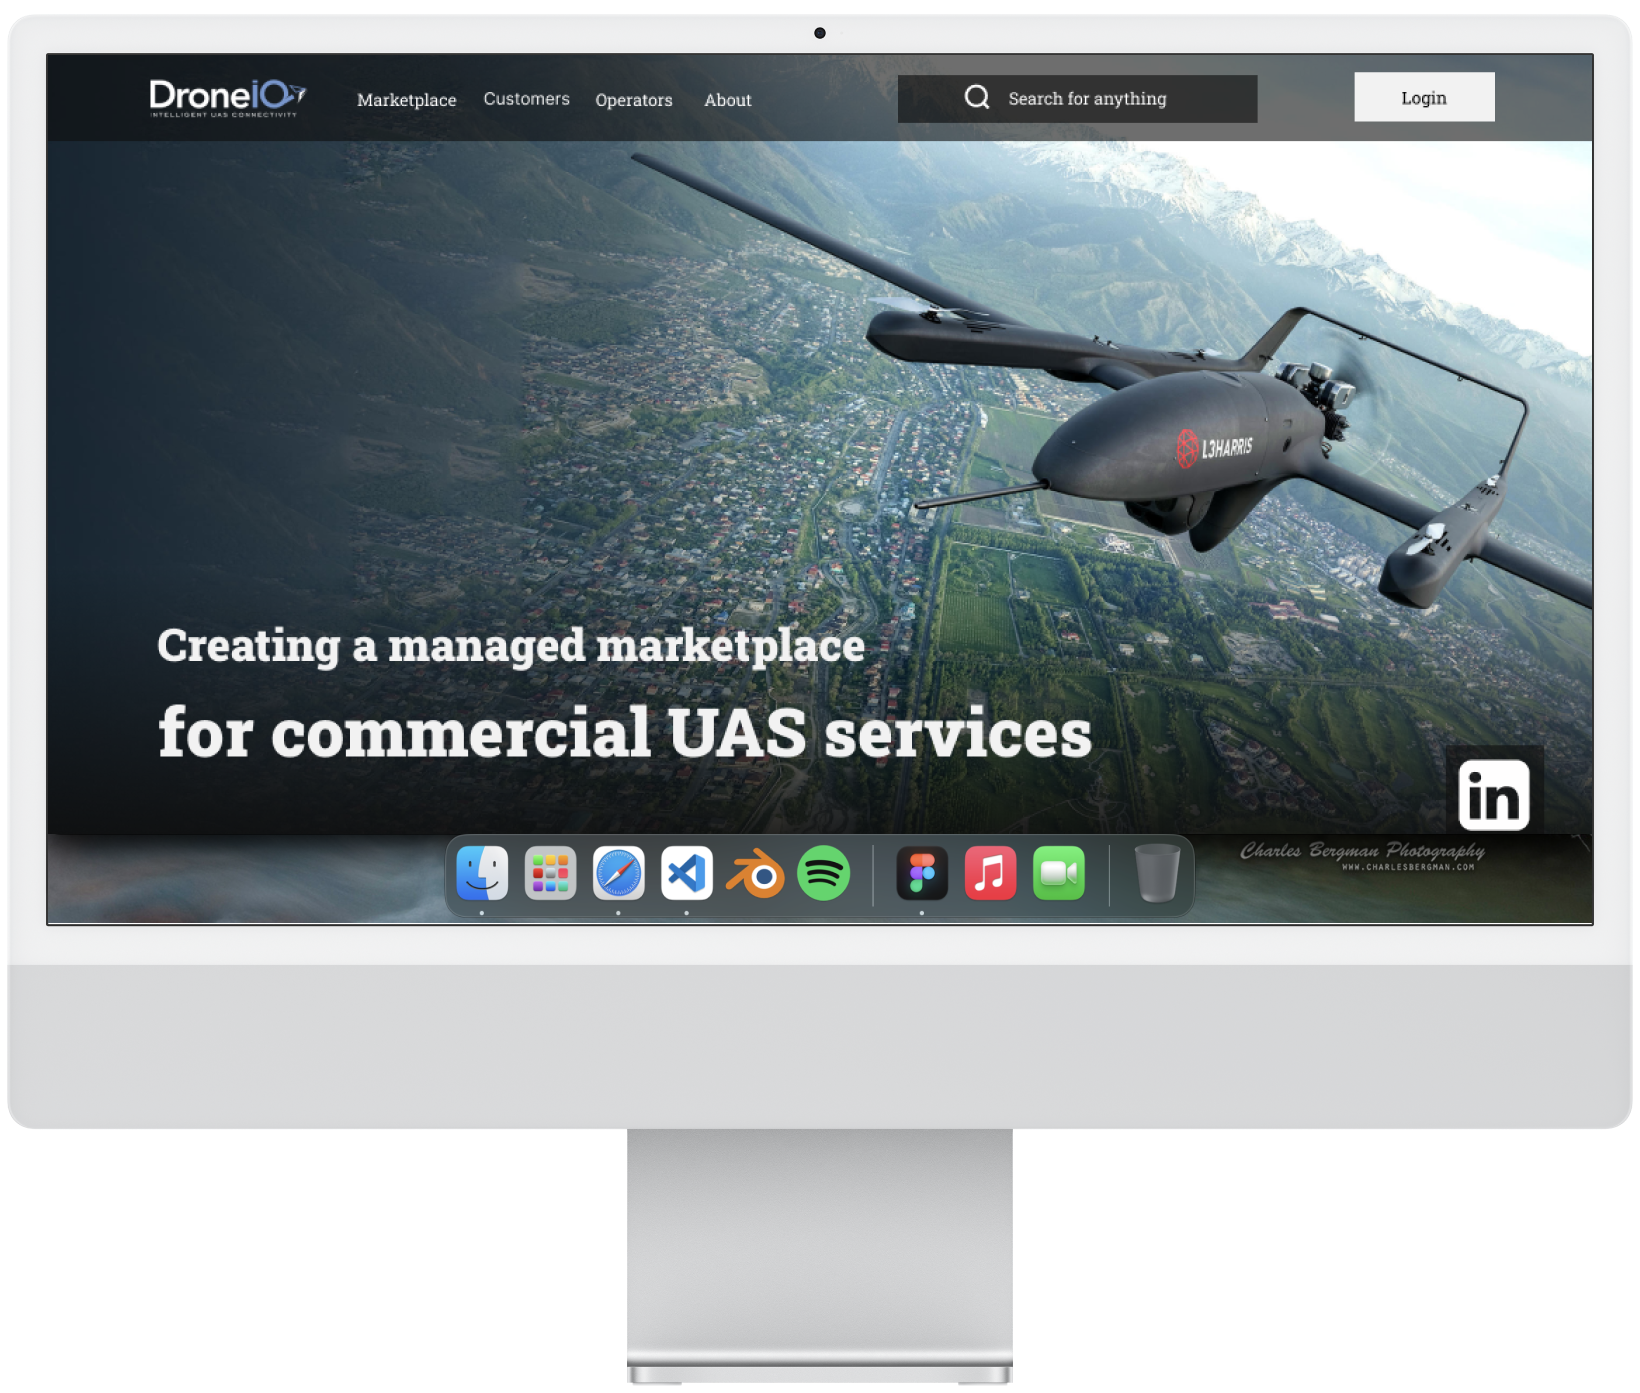 DroneiO
INTELLIGENT UAS CONNECTIVITY
Marketplace
Customers
Operators
About
Search for anything
Login
L3HARRIS
Creating a managed marketplace
for commercial UAS services
in
Charles Bergman Photography
WWW.CHARLESBERGMAN.COM